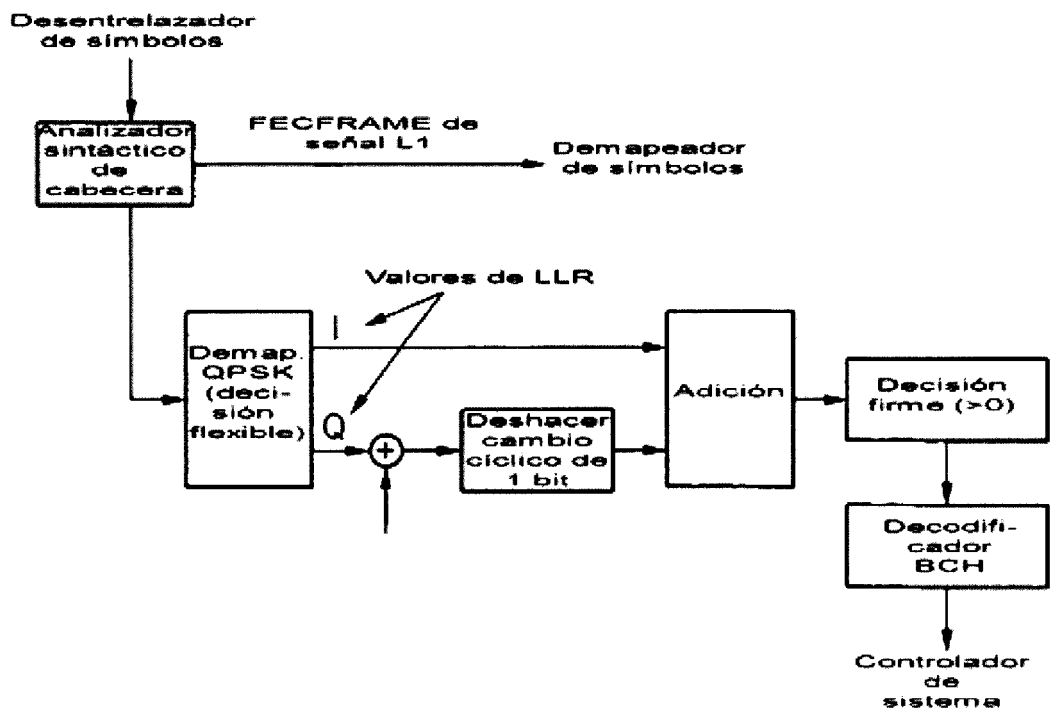 Desentrelazador
de símbolos
Analizador
sintáctico
de
cabecera
FECFRAME de
señal L1
Demapeador
de símbolos
Valores de LLR
I
Demap.
QPSK
(deci-
sión
flexible)
Q
+
Deshacer
cambio
cíclico de
1 bit
Adición
Decisión
firme (>0)
Decodifi-
cador
BCH
Controlador
de
sistema